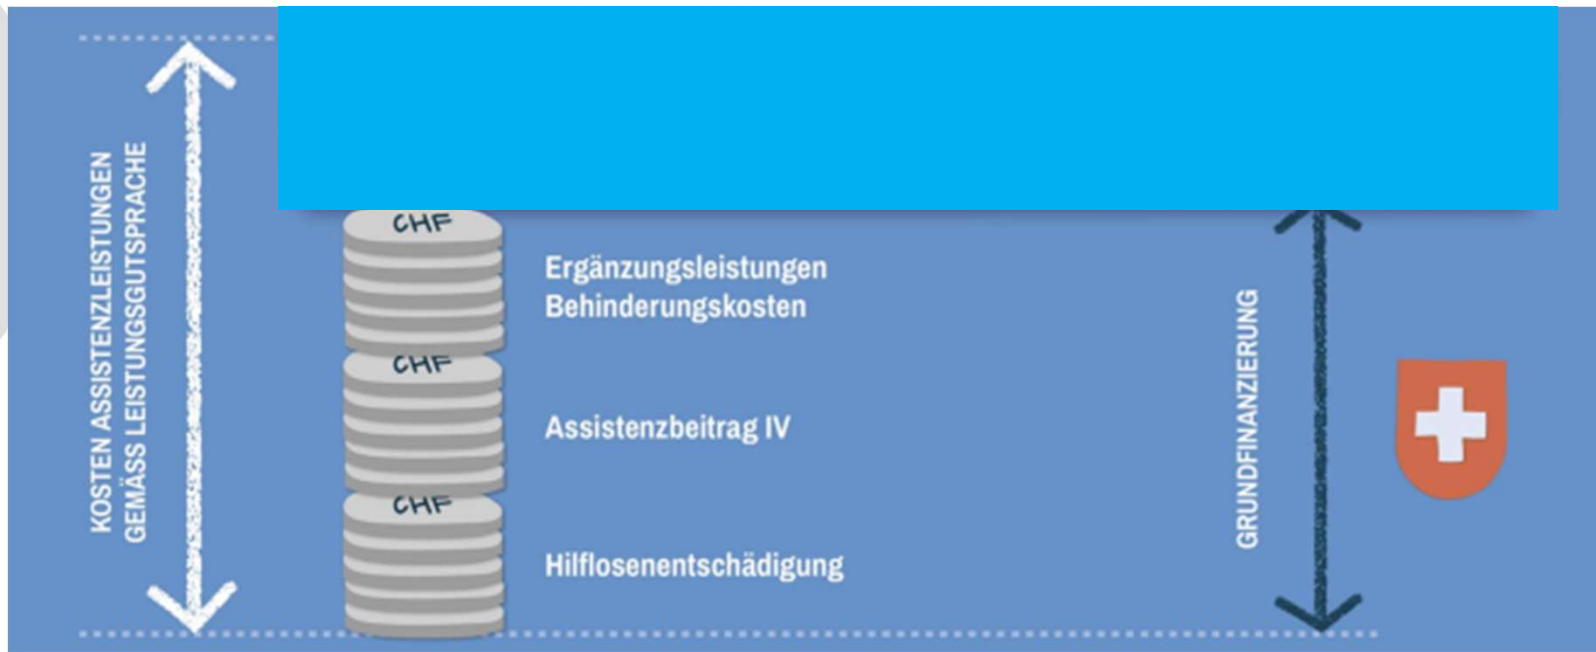 KOSTEN ASSISTENZLEISTUNGEN
GEMÄSS LEISTUNGSGUTSPRACHE
CHF
Ergänzungsleistungen
Behinderungskosten
CHF
Assistenzbeitrag IV
CHF
Hilflosenentschädigung
GRUNDFINANZIERUNG